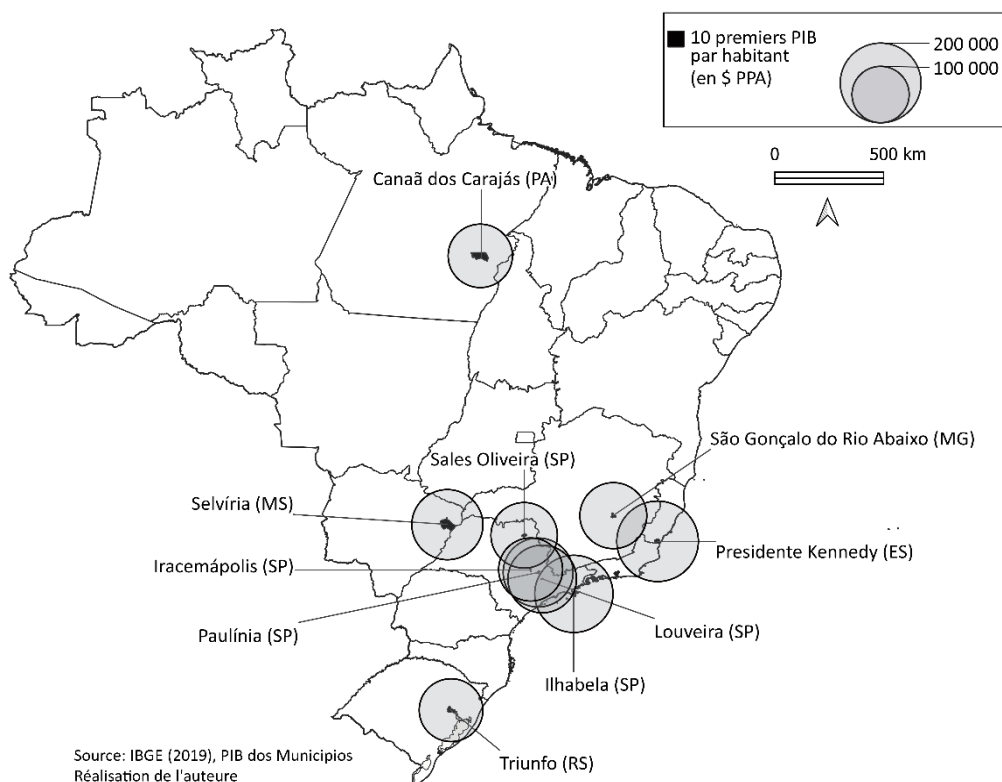 10 premiers PIB
par habitant
(en $ PPA)
200 000
100 000
0 500 km
Canaã dos Carajás (PA)
São Gonçalo do Rio Abaixo (MG)
Sales Oliveira (SP)
Selvíria (MS)
Presidente Kennedy (ES)
Iracemápolis (SP)
Paulínia (SP)
Louveira (SP)
Ilhabela (SP)
Triunfo (RS)
Source: IBGE (2019), PIB dos Municipios
Réalisation de l'auteure